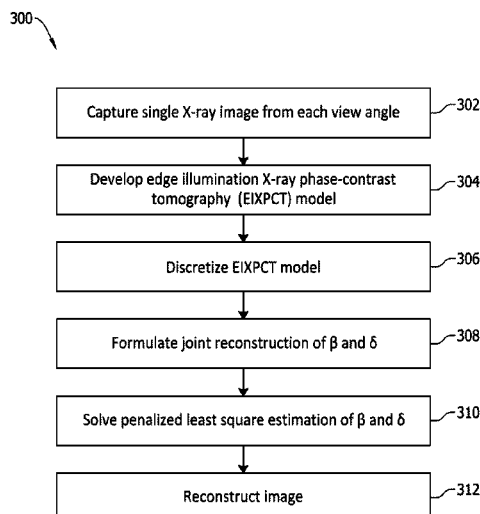 300
Capture single X-ray image from each view angle
302
Develop edge illumination X-ray phase-contrast
tomography (EIXPCT) model
304
Discretize EIXPCT model
306
Formulate joint reconstruction of β and δ
308
Solve penalized least square estimation of β and δ
310
Reconstruct image
312